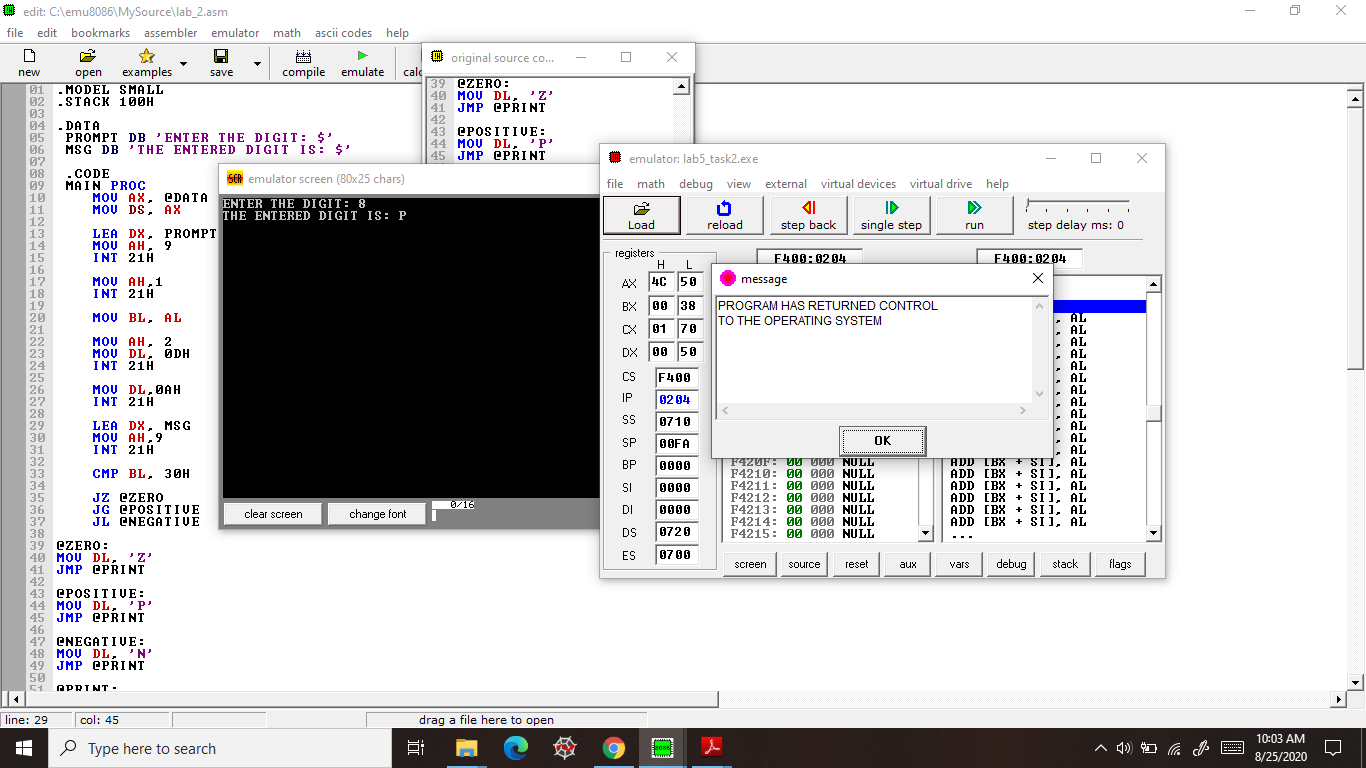 edit: C:\emu8086\MySource\lab_2.asm
file edit bookmarks assembler emulator math ascii codes help
new open examples save compile emulate calc
01 .MODEL SMALL
02 .STACK 100H
03
04 .DATA
05 PROMPT DB 'ENTER THE DIGIT: $'
06 MSG DB 'THE ENTERED DIGIT IS: $'
07
08 .CODE
09 MAIN PROC
10 MOV AX, @DATA
11 MOV DS, AX
12
13 LEA DX, PROMPT
14 MOV AH, 9
15 INT 21H
16
17 MOV AH,1
18 INT 21H
19
20 MOV BL, AL
21
22 MOV AH, 2
23 MOV DL, 0DH
24 INT 21H
25
26 MOV DL,0AH
27 INT 21H
28
29 LEA DX, MSG
30 MOV AH,9
31 INT 21H
32
33 CMP BL, 30H
34
35 JZ @ZERO
36 JG @POSITIVE
37 JL @NEGATIVE
38
39 @ZERO:
40 MOV DL, 'Z'
41 JMP @PRINT
42
43 @POSITIVE:
44 MOV DL, 'P'
45 JMP @PRINT
46
47 @NEGATIVE:
48 MOV DL, 'N'
49 JMP @PRINT
50
51 @PRINT:
line: 29 col: 45 drag a file here to open
original source co...
39 @ZERO:
40 MOV DL, 'Z'
41 JMP @PRINT
42
43 @POSITIVE:
44 MOV DL, 'P'
45 JMP @PRINT
SCR emulator screen (80x25 chars)
ENTER THE DIGIT: 8
THE ENTERED DIGIT IS: P
clear screen change font 0/16
emulator: lab5_task2.exe
file math debug view external virtual devices virtual drive help
Load reload step back single step run step delay ms: 0
registers F400:0204 F400:0204
H L
AX 4C 50
BX 00 38
CX 01 70
DX 00 50
CS F400
IP 0204
SS 0710
SP 00FA
BP 0000
SI 0000
DI 0000
DS 0720
ES 0700
message
PROGRAM HAS RETURNED CONTROL
TO THE OPERATING SYSTEM
OK
, AL
, AL
, AL
, AL
, AL
, AL
, AL
, AL
, AL
, AL
, AL
, AL
F420F: 00 000 NULL ADD [BX + SI], AL
F4210: 00 000 NULL ADD [BX + SI], AL
F4211: 00 000 NULL ADD [BX + SI], AL
F4212: 00 000 NULL ADD [BX + SI], AL
F4213: 00 000 NULL ADD [BX + SI], AL
F4214: 00 000 NULL ADD [BX + SI], AL
F4215: 00 000 NULL ...
screen source reset aux vars debug stack flags
Type here to search
8086
10:03 AM
8/25/2020